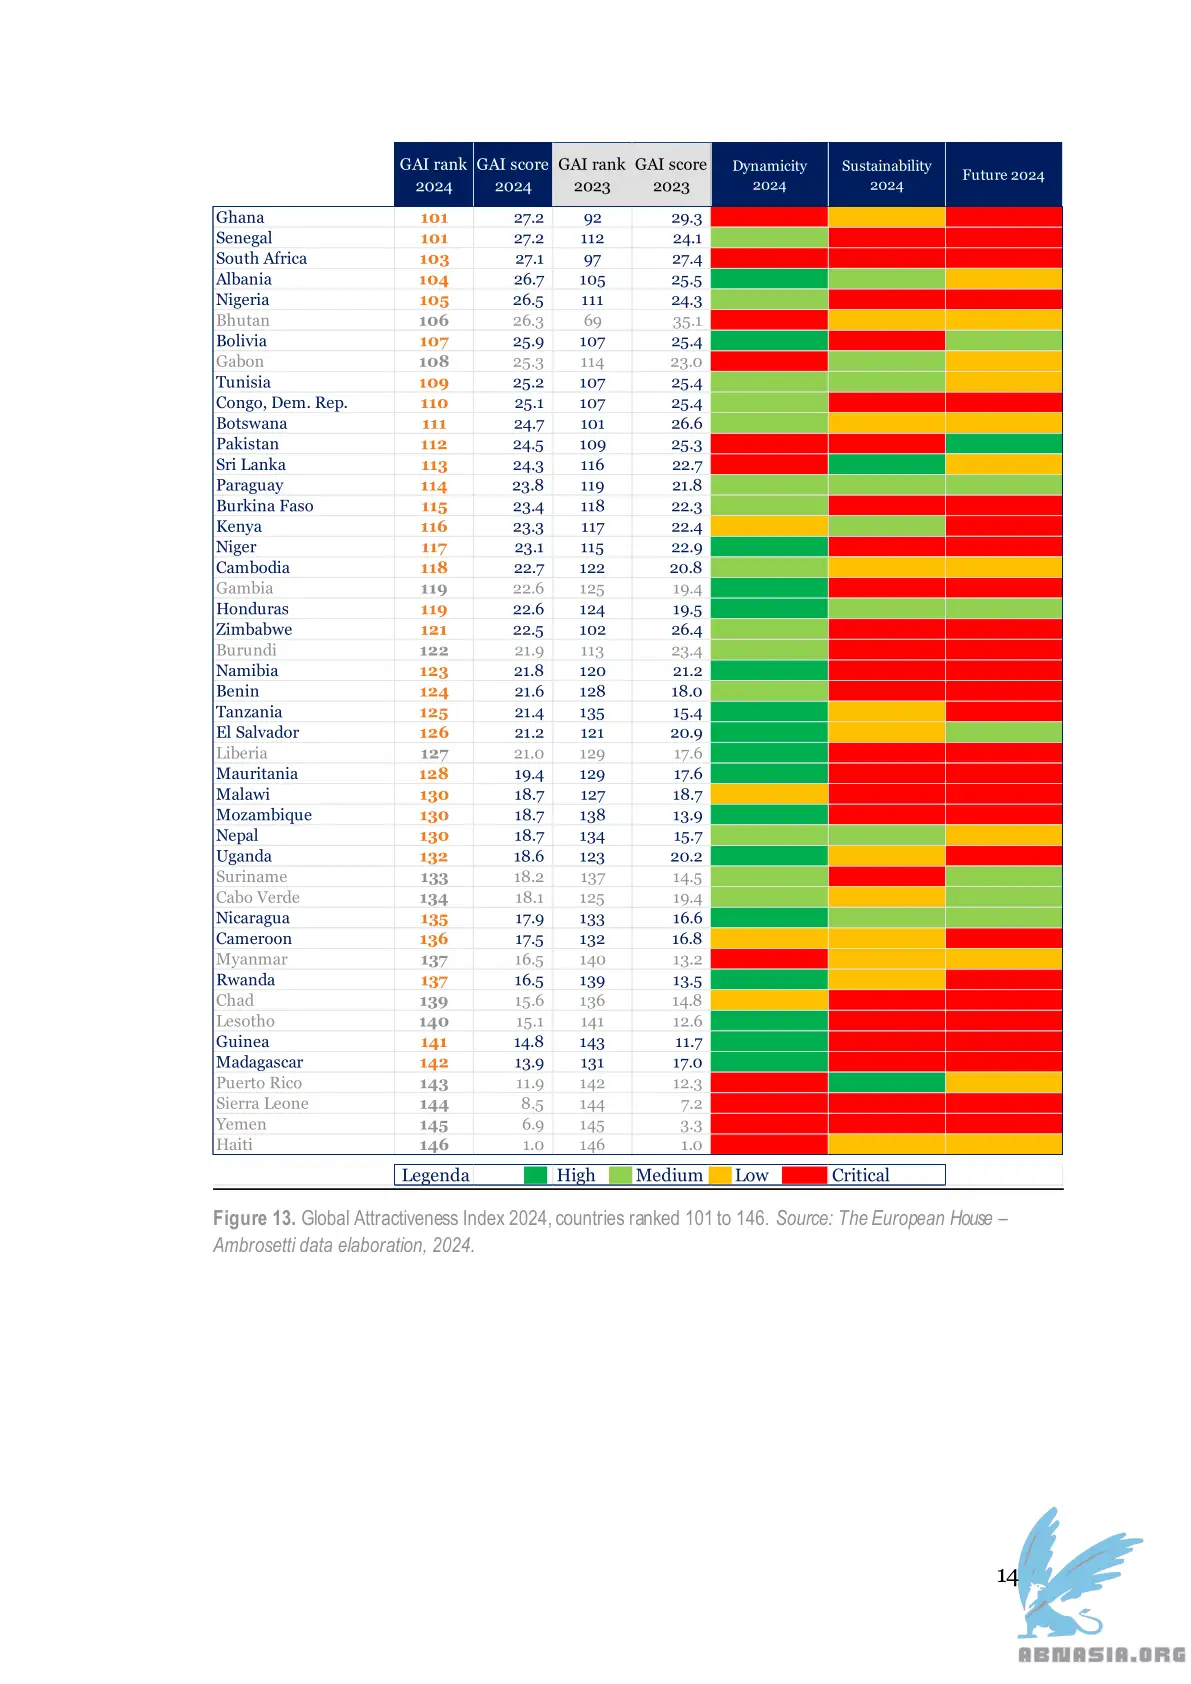 GAI rank 2024 GAI score 2024 GAI rank 2023 GAI score 2023 Dynamicity 2024 Sustainability 2024 Future 2024
Ghana 101 27.2 92 29.3
Senegal 101 27.2 112 24.1
South Africa 103 27.1 97 27.4
Albania 104 26.7 105 25.5
Nigeria 105 26.5 111 24.3
Bhutan 106 26.3 69 35.1
Bolivia 107 25.9 107 25.4
Gabon 108 25.3 114 23.0
Tunisia 109 25.2 107 25.4
Congo, Dem. Rep. 110 25.1 107 25.4
Botswana 111 24.7 101 26.6
Pakistan 112 24.5 109 25.3
Sri Lanka 113 24.3 116 22.7
Paraguay 114 23.8 119 21.8
Burkina Faso 115 23.4 118 22.3
Kenya 116 23.3 117 22.4
Niger 117 23.1 115 22.9
Cambodia 118 22.7 122 20.8
Gambia 119 22.6 125 19.4
Honduras 119 22.6 124 19.5
Zimbabwe 121 22.5 102 26.4
Burundi 122 21.9 113 23.4
Namibia 123 21.8 120 21.2
Benin 124 21.6 128 18.0
Tanzania 125 21.4 135 15.4
El Salvador 126 21.2 121 20.9
Liberia 127 21.0 129 17.6
Mauritania 128 19.4 129 17.6
Malawi 130 18.7 127 18.7
Mozambique 130 18.7 138 13.9
Nepal 130 18.7 134 15.7
Uganda 132 18.6 123 20.2
Suriname 133 18.2 137 14.5
Cabo Verde 134 18.1 125 19.4
Nicaragua 135 17.9 133 16.6
Cameroon 136 17.5 132 16.8
Myanmar 137 16.5 140 13.2
Rwanda 137 16.5 139 13.5
Chad 139 15.6 136 14.8
Lesotho 140 15.1 141 12.6
Guinea 141 14.8 143 11.7
Madagascar 142 13.9 131 17.0
Puerto Rico 143 11.9 142 12.3
Sierra Leone 144 8.5 144 7.2
Yemen 145 6.9 145 3.3
Haiti 146 1.0 146 1.0
Legenda High Medium Low Critical
Figure 13. Global Attractiveness Index 2024, countries ranked 101 to 146. Source: The European House –
Ambrosetti data elaboration, 2024.
14
ABNASIA.ORG